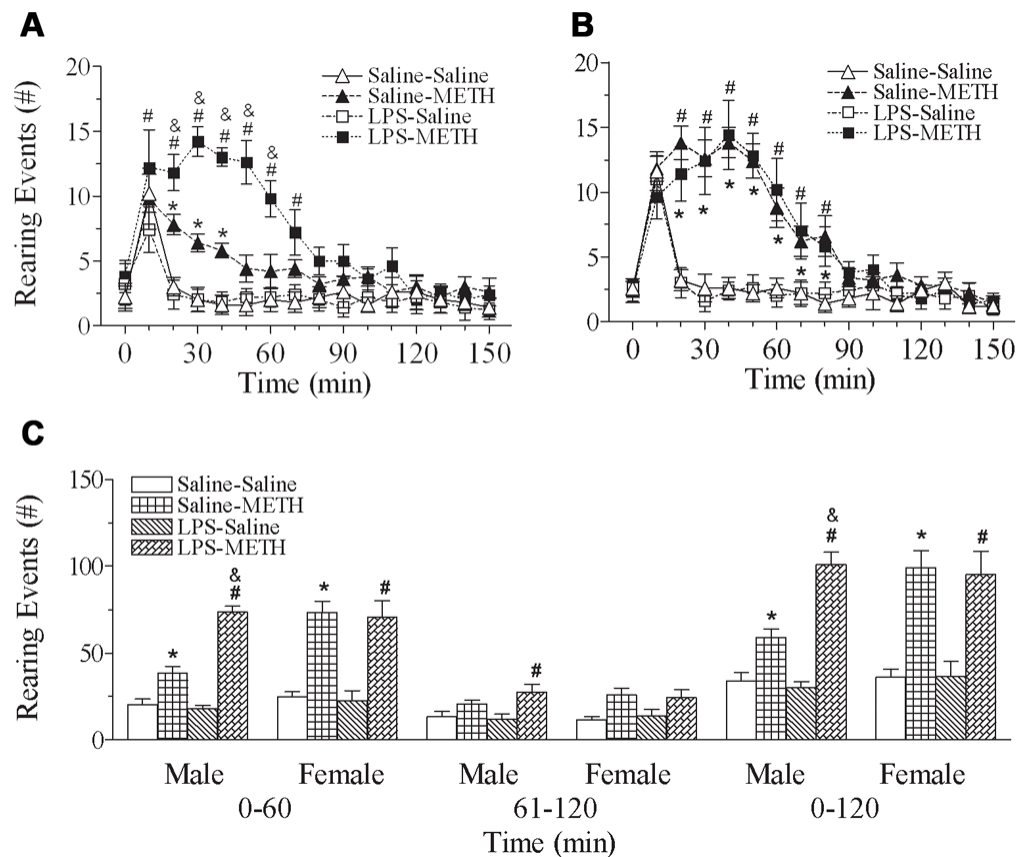 A
B
20
15
10
5
0
Rearing Events (#)
Saline-Saline
Saline-METH
LPS-Saline
LPS-METH
#
&
#
&
#
&
#
&
#
&
#
#
*
*
*
0
30
60
90
120
150
Time (min)
20
15
10
5
0
Saline-Saline
Saline-METH
LPS-Saline
LPS-METH
#
#
#
#
#
#
#
*
*
*
*
*
*
*
0
30
60
90
120
150
Time (min)
C
150
100
50
0
Rearing Events (#)
Saline-Saline
Saline-METH
LPS-Saline
LPS-METH
*
&
#
*
#
#
*
&
#
*
#
Male
Female
Male
Female
Male
Female
0-60
61-120
0-120
Time (min)